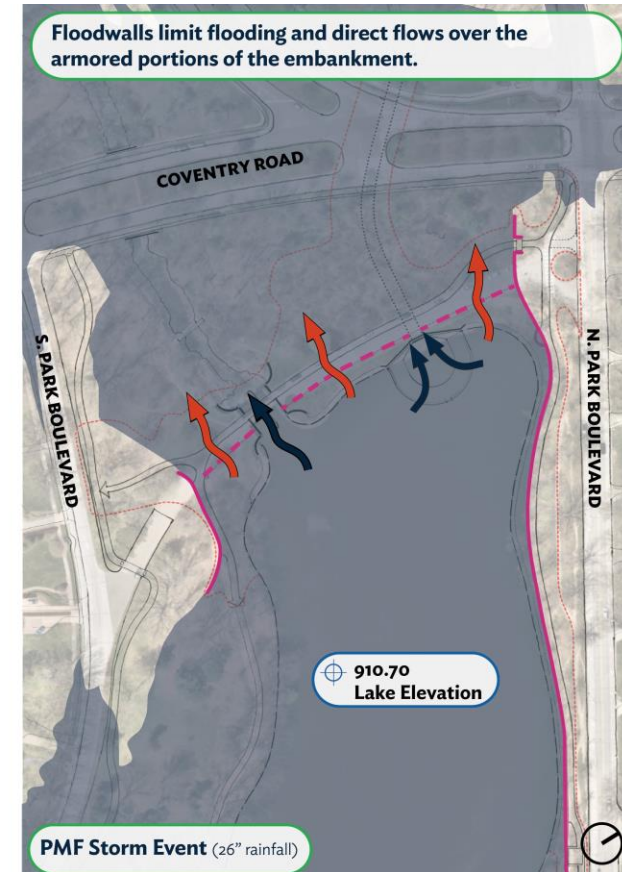 Floodwalls limit flooding and direct flows over the
armored portions of the embankment.
COVENTRY ROAD
S. PARK BOULEVARD
N. PARK BOULEVARD
910.70
Lake Elevation
PMF Storm Event (26” rainfall)